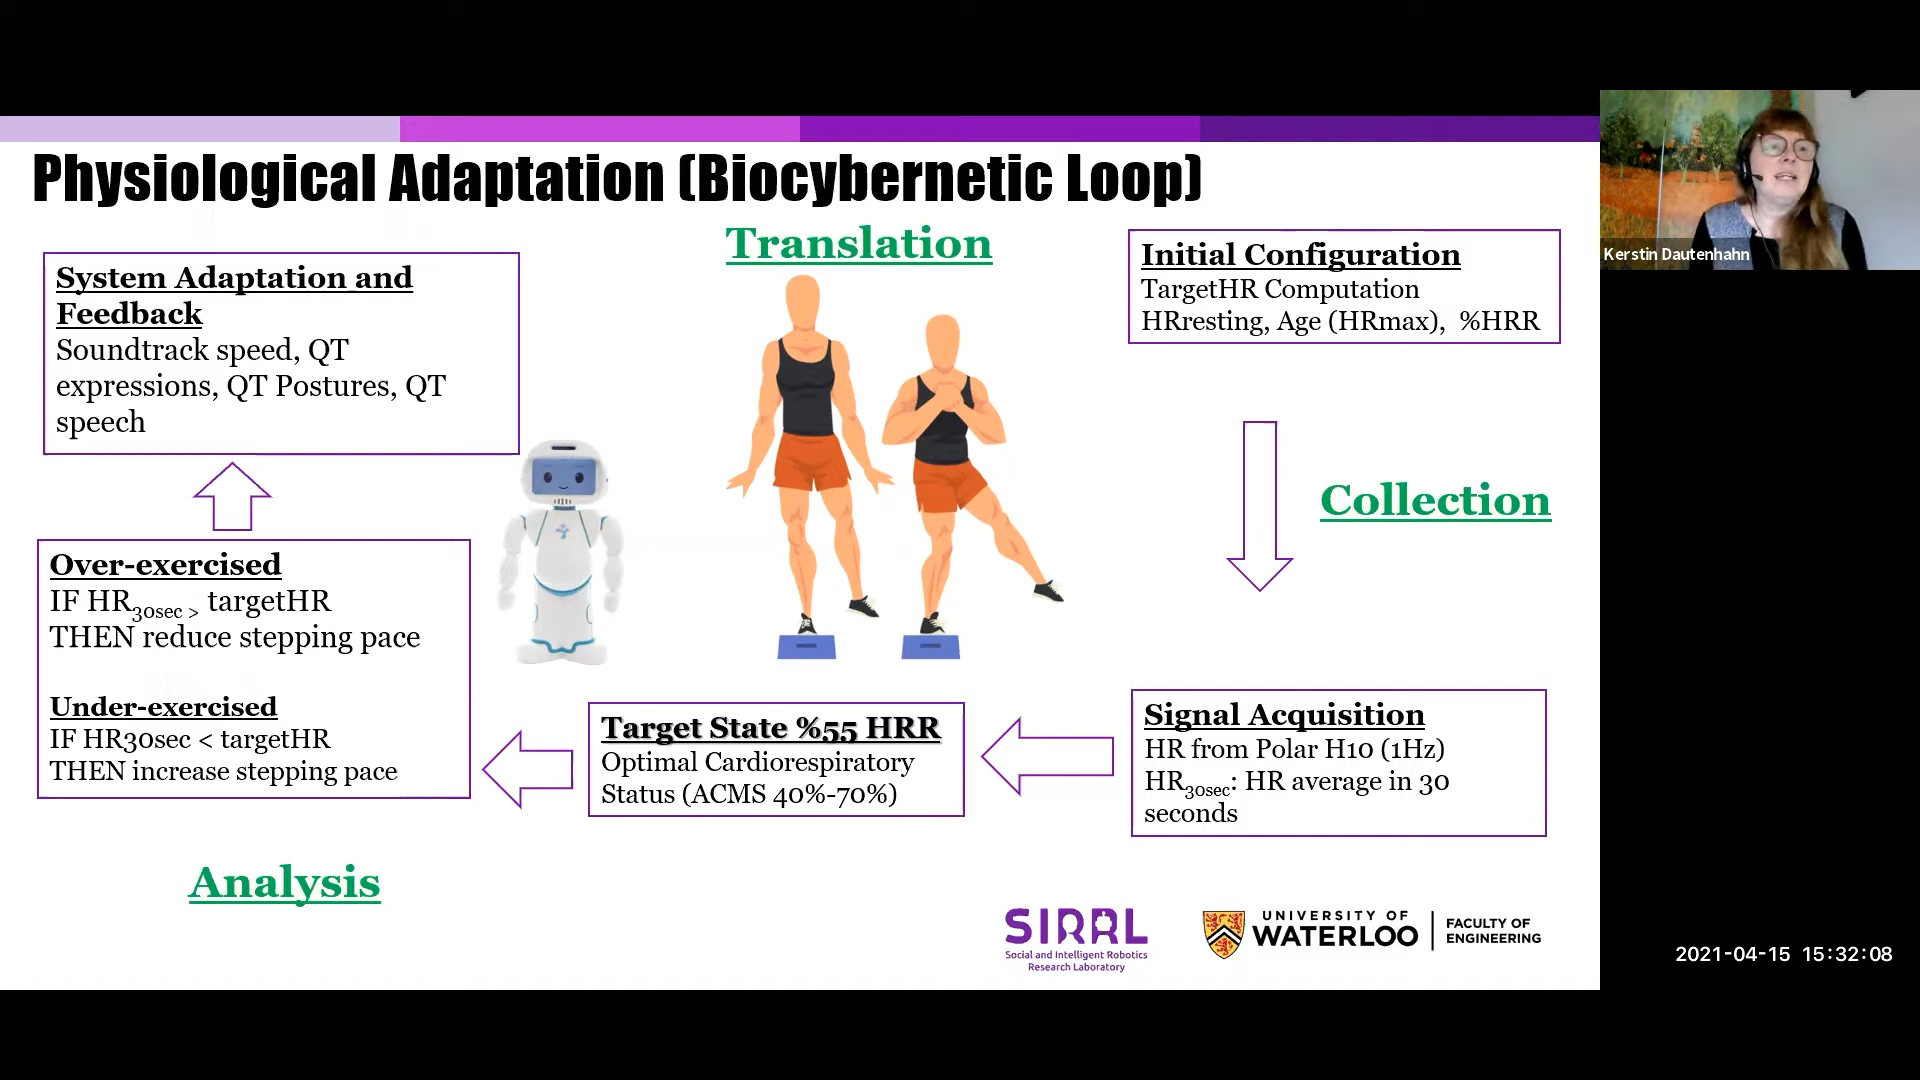 Physiological Adaptation (Biocybernetic Loop)
Translation
System Adaptation and
Feedback
Soundtrack speed, QT
expressions, QT Postures, QT
speech
Initial Configuration
TargetHR Computation
HRresting, Age (HRmax), %HRR
Kerstin Dautenhahn
Collection
Over-exercised
IF HR30sec > targetHR
THEN reduce stepping pace
Under-exercised
IF HR30sec < targetHR
THEN increase stepping pace
Target State %55 HRR
Optimal Cardiorespiratory
Status (ACMS 40%-70%)
Signal Acquisition
HR from Polar H10 (1Hz)
HR30sec: HR average in 30
seconds
Analysis
SIRRL
Social and Intelligent Robotics
Research Laboratory
UNIVERSITY OF
WATERLOO
FACULTY OF
ENGINEERING
2021-04-15 15:32:08